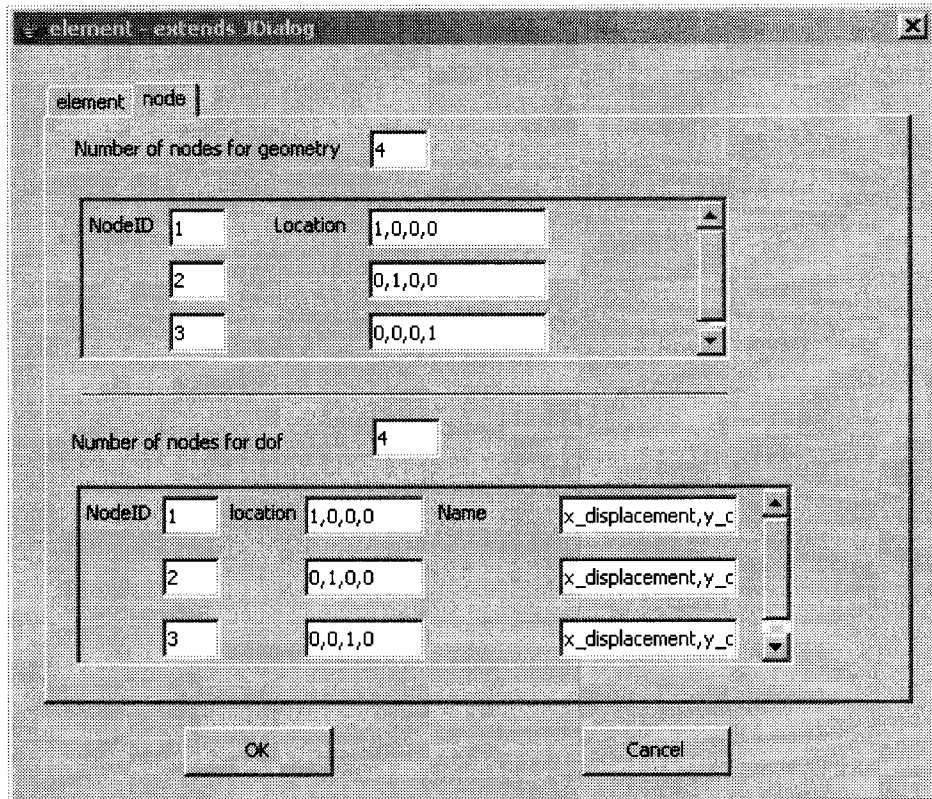 element - extends JDialog
element node
Number of nodes for geometry 4
NodeID 1 Location 1,0,0,0
2 0,1,0,0
3 0,0,0,1
Number of nodes for dof 4
NodeID 1 location 1,0,0,0 Name x_displacement,y_c
2 0,1,0,0 x_displacement,y_c
3 0,0,1,0 x_displacement,y_c
OK Cancel